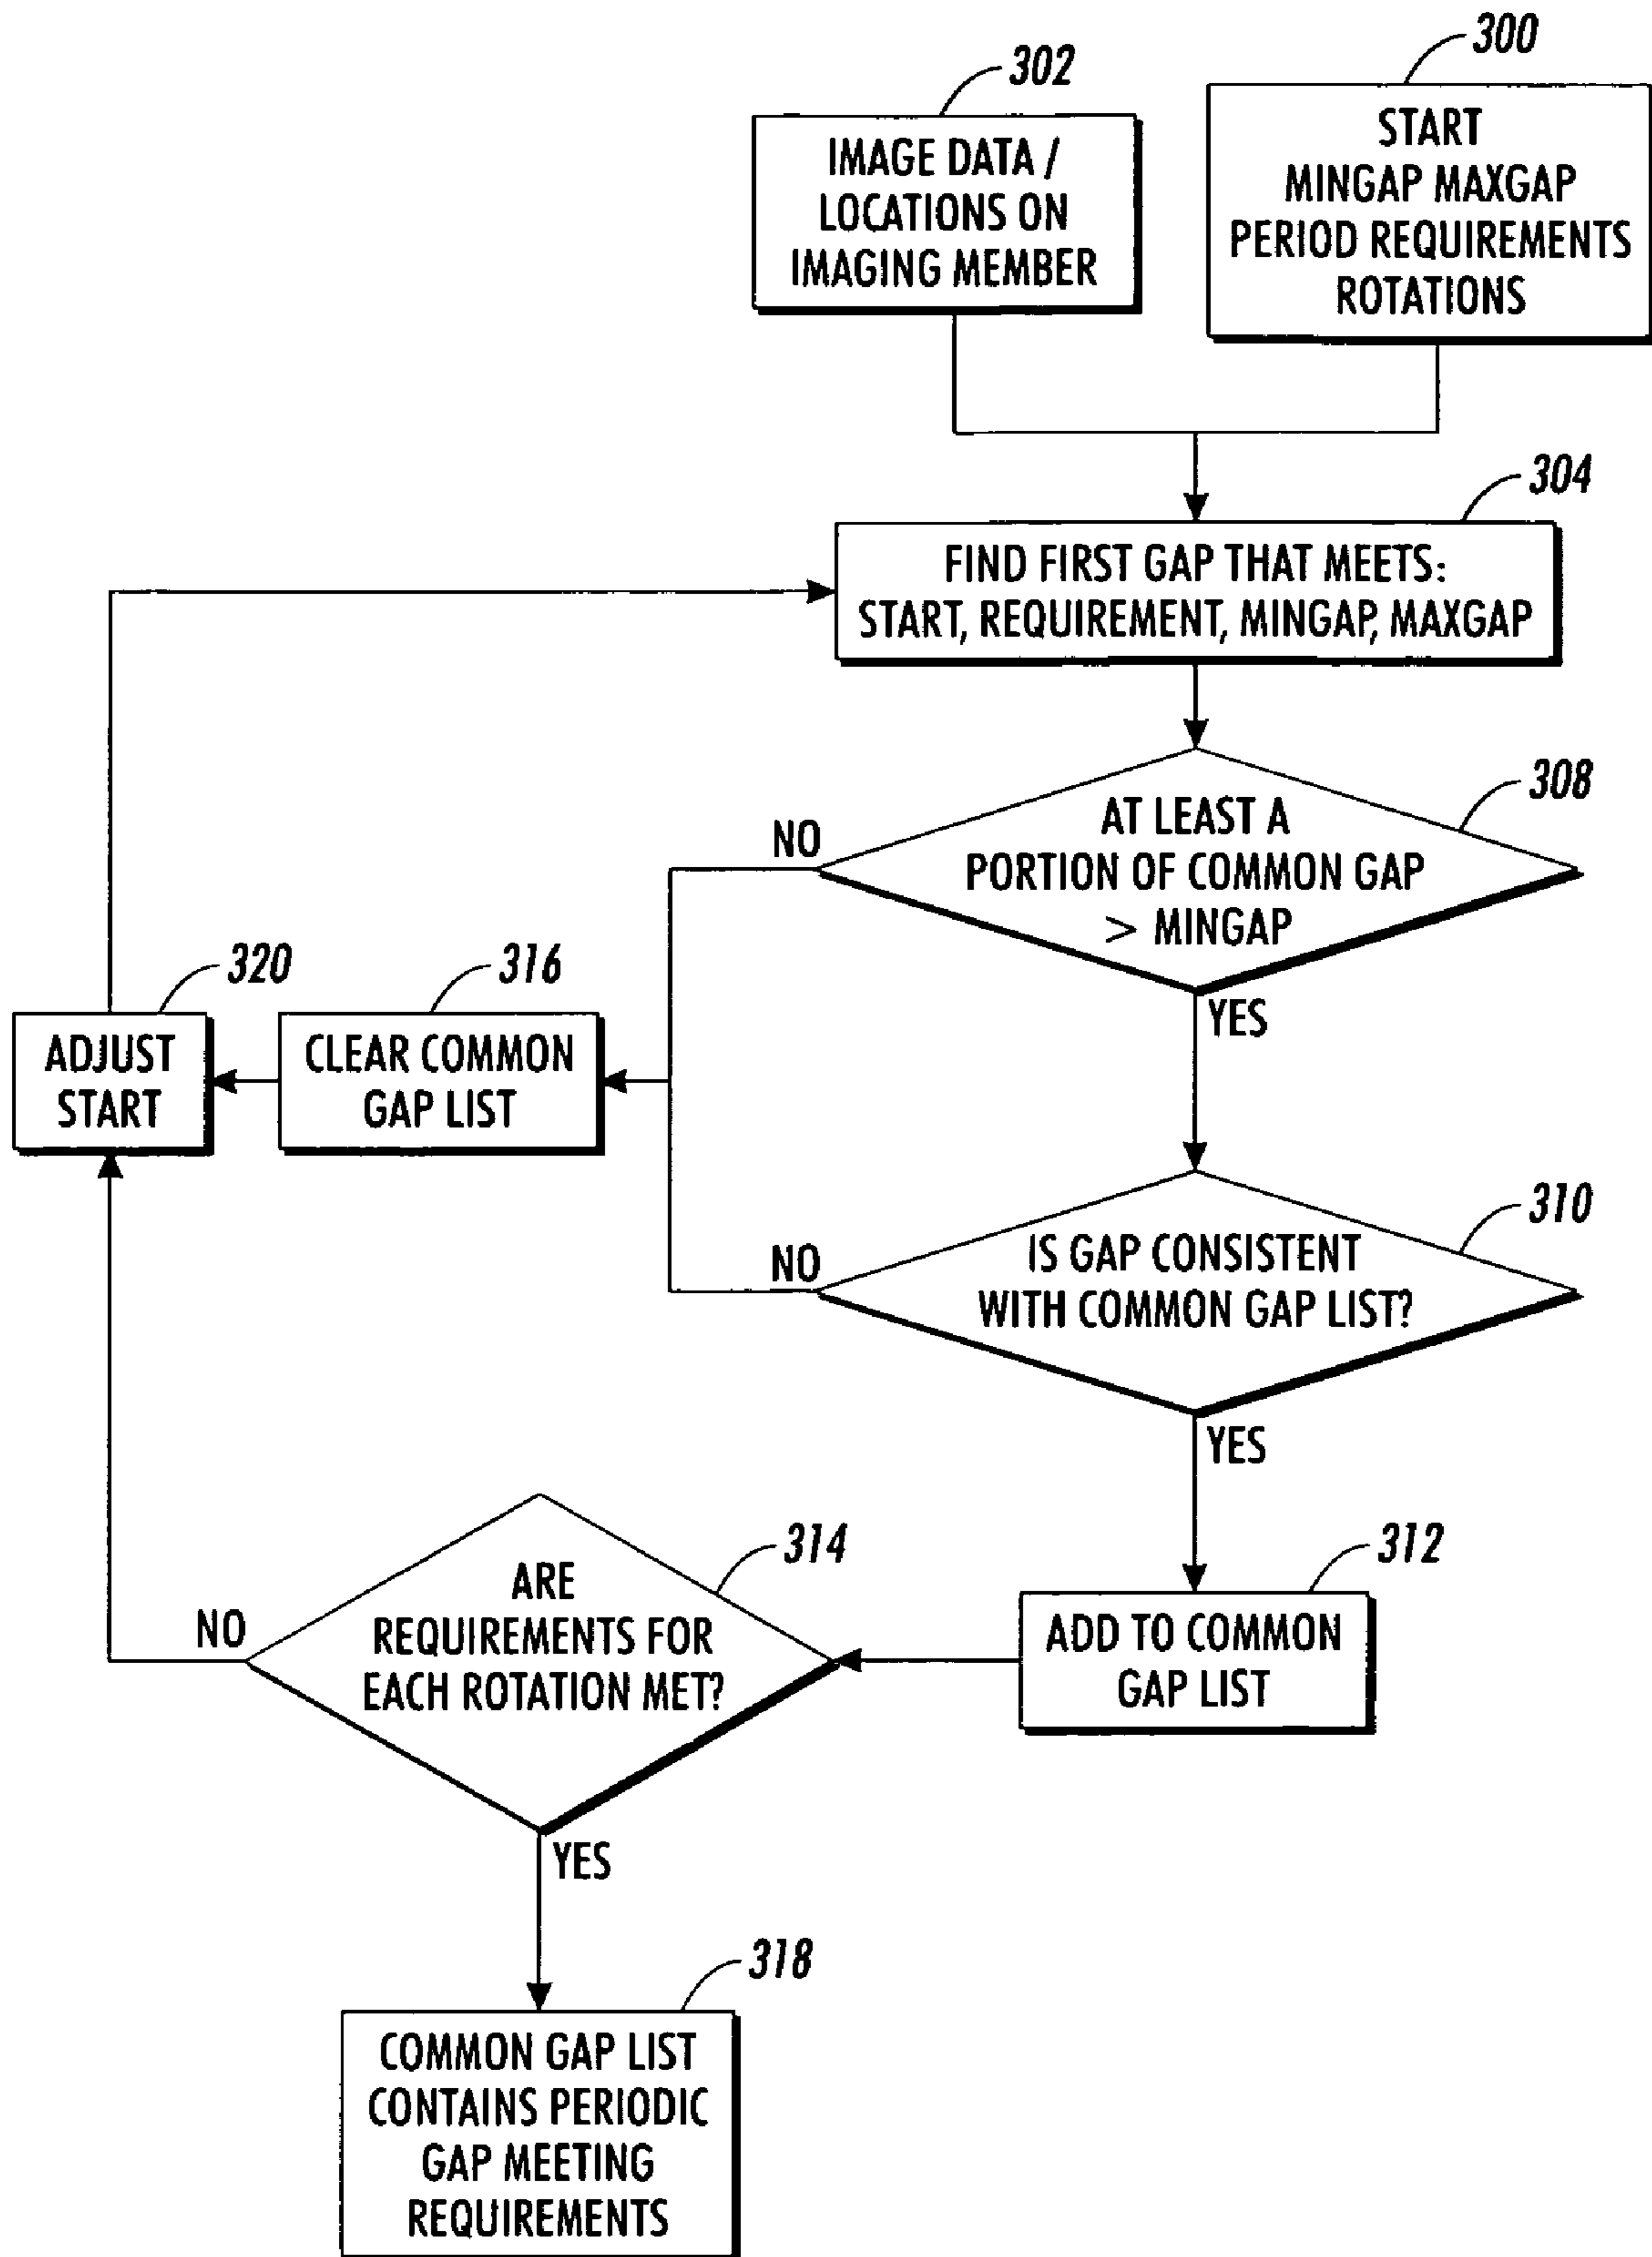 300
302
START
MINGAP MAXGAP
PERIOD REQUIREMENTS
ROTATIONS
IMAGE DATA /
LOCATIONS ON
IMAGING MEMBER
304
FIND FIRST GAP THAT MEETS:
START, REQUIREMENT, MINGAP, MAXGAP
308
AT LEAST A
PORTION OF COMMON GAP
> MINGAP
NO
YES
320
316
ADJUST
START
CLEAR COMMON
GAP LIST
310
IS GAP CONSISTENT
WITH COMMON GAP LIST?
NO
YES
312
ADD TO COMMON
GAP LIST
314
ARE
REQUIREMENTS FOR
EACH ROTATION MET?
NO
YES
318
COMMON GAP LIST
CONTAINS PERIODIC
GAP MEETING
REQUIREMENTS